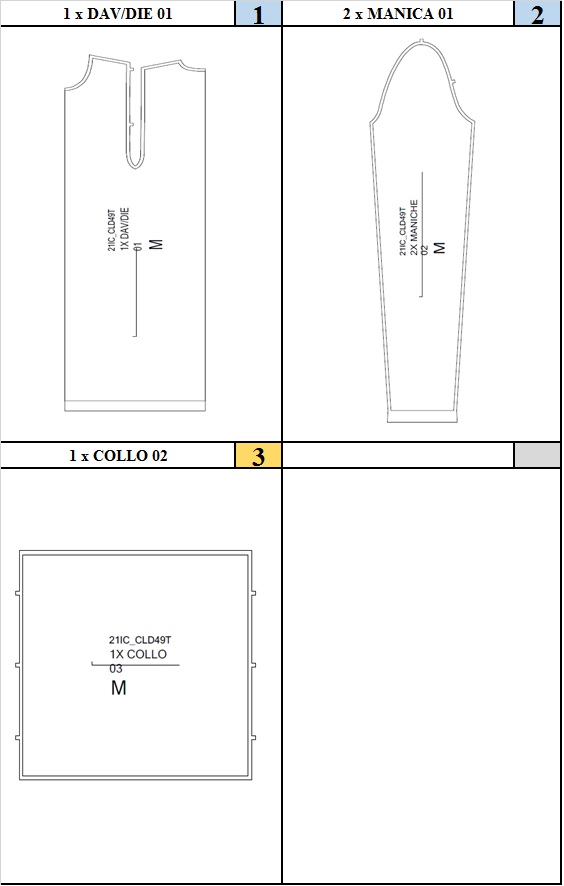 1 x DAV/DIE 01
1
2 x MANICA 01
2
21IC_CLD49T
1X DAV/DIE
01
M
21IC_CLD49T
2X MANICHE
02
M
1 x COLLO 02
3
21IC_CLD49T
1X COLLO
03
M